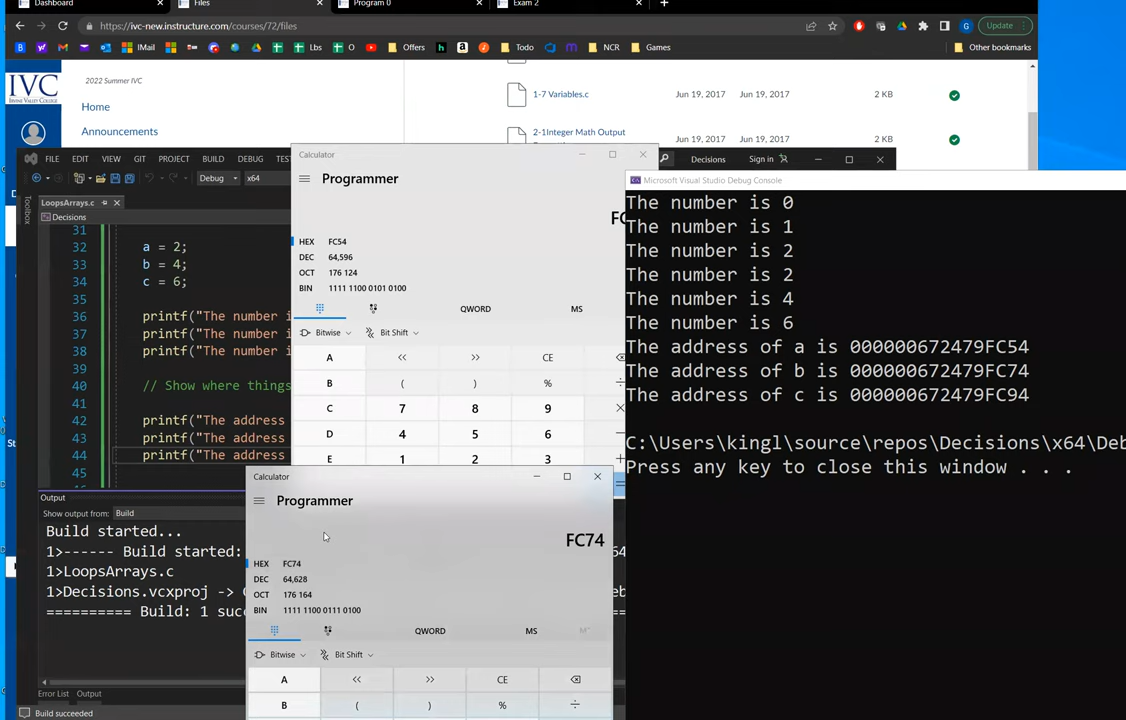 Dashboard
Files
Program 0
Exam 2
https://ivc-new.instructure.com/courses/72/files
Update
IMail
Lbs
O
Offers
Todo
NCR
Games
Other bookmarks
IVC
IRVINE VALLEY COLLEGE
2022 Summer IVC
Home
Announcements
1-7 Variables.c
Jun 19, 2017
Jun 19, 2017
2 KB
2-1Integer Math Output
Jun 19, 2017
Jun 19, 2017
2 KB
FILE EDIT VIEW GIT PROJECT BUILD DEBUG TES
Decisions
Sign in
Debug
x64
Toolbox
LoopsArrays.c
Decisions
31
32 a = 2;
33 b = 4;
34 c = 6;
35
36 printf("The number i
37 printf("The number i
38 printf("The number i
39
40 // Show where things
41
42 printf("The address
43 printf("The address
44 printf("The address
45
Output
Show output from: Build
Build started...
1>------ Build started:
1>LoopsArrays.c
1>Decisions.vcxproj ->
========== Build: 1 succ
Error List Output
Build succeeded
Calculator
Programmer
FC
HEX FC54
DEC 64,596
OCT 176 124
BIN 1111 1100 0101 0100
QWORD
MS
Bitwise
Bit Shift
A << >> CE
B ( ) %
C 7 8 9
D 4 5 6
E 1 2 3
Calculator
Programmer
FC74
HEX FC74
DEC 64,628
OCT 176 164
BIN 1111 1100 0111 0100
QWORD
MS
Bitwise
Bit Shift
A << >> CE
B ( ) % ÷
Microsoft Visual Studio Debug Console
The number is 0
The number is 1
The number is 2
The number is 2
The number is 4
The number is 6
The address of a is 000000672479FC54
The address of b is 000000672479FC74
The address of c is 000000672479FC94
C:\Users\kingl\source\repos\Decisions\x64\Deb
Press any key to close this window . . .